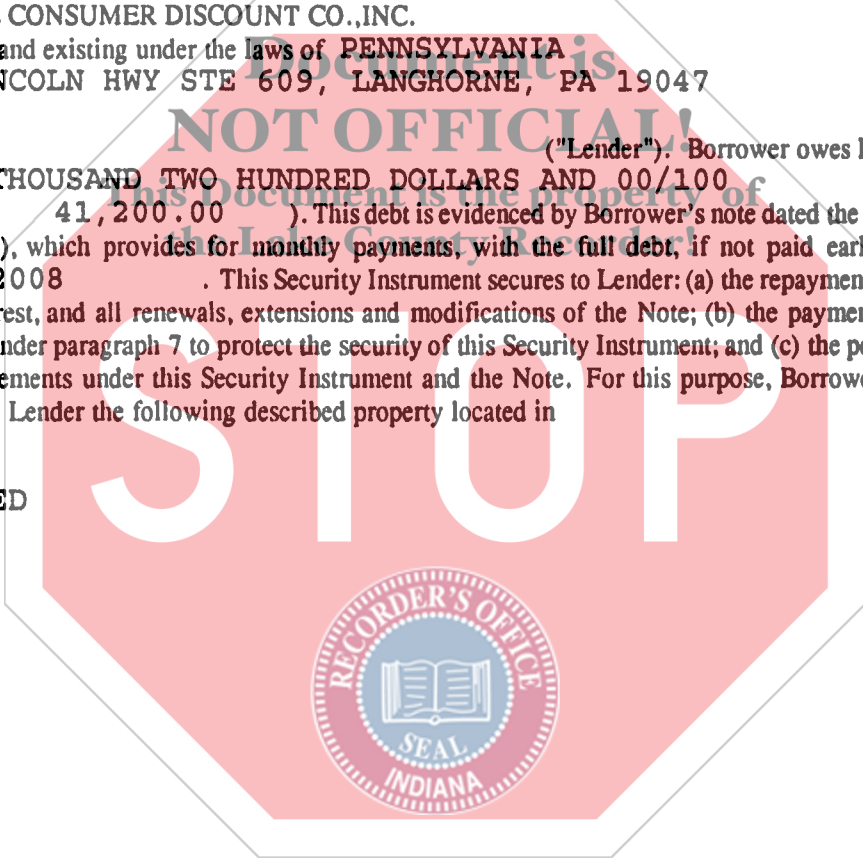 CONSUMER DISCOUNT CO.,INC.
and existing under the laws of PENNSYLVANIA
NCOLN HWY STE 609, LANGHORNE, PA 19047
Document is
NOT OFFICIAL!
("Lender"). Borrower owes
THOUSAND TWO HUNDRED DOLLARS AND 00/100
This Document is the property of
41,200.00 ). This debt is evidenced by Borrower's note dated the
the Lake County Recorder!
), which provides for monthly payments, with the full debt, if not paid earl
2008 . This Security Instrument secures to Lender: (a) the repaymen
rest, and all renewals, extensions and modifications of the Note; (b) the paymen
nder paragraph 7 to protect the security of this Security Instrument; and (c) the pe
ements under this Security Instrument and the Note. For this purpose, Borrowe
Lender the following described property located in
STOP
ED
RECORDER'S OFFICE
SEAL
INDIANA